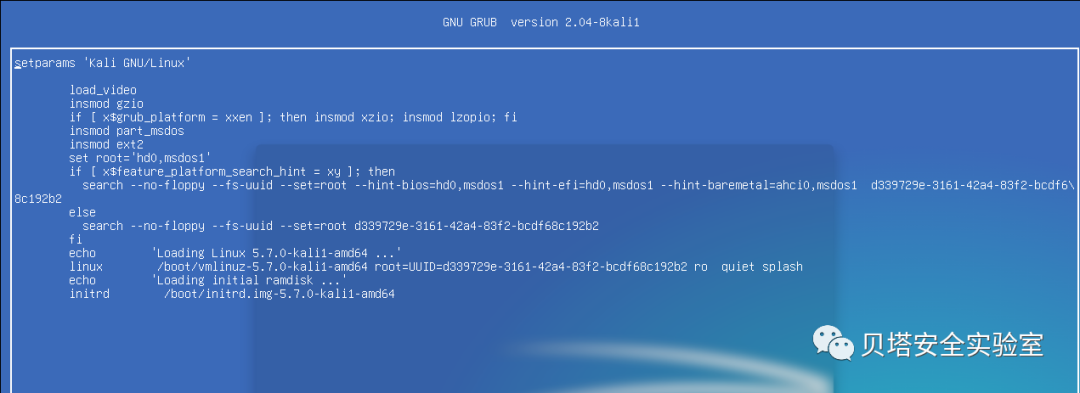 GNU GRUB  version 2.04-8kali1
setparams 'Kali GNU/Linux'
load_video
insmod gzio
if [ x$grub_platform = xxen ]; then insmod xzio; insmod lzopio; fi
insmod part_msdos
insmod ext2
set root='hd0,msdos1'
if [ x$feature_platform_search_hint = xy ]; then
search --no-floppy --fs-uuid --set=root --hint-bios=hd0,msdos1 --hint-efi=hd0,msdos1 --hint-baremetal=ahci0,msdos1  d339729e-3161-42a4-83f2-bcdf6\
8c192b2
else
search --no-floppy --fs-uuid --set=root d339729e-3161-42a4-83f2-bcdf68c192b2
fi
echo 'Loading Linux 5.7.0-kali1-amd64 ...'
linux /boot/vmlinuz-5.7.0-kali1-amd64 root=UUID=d339729e-3161-42a4-83f2-bcdf68c192b2 ro  quiet splash
echo 'Loading initial ramdisk ...'
initrd /boot/initrd.img-5.7.0-kali1-amd64
贝塔安全实验室